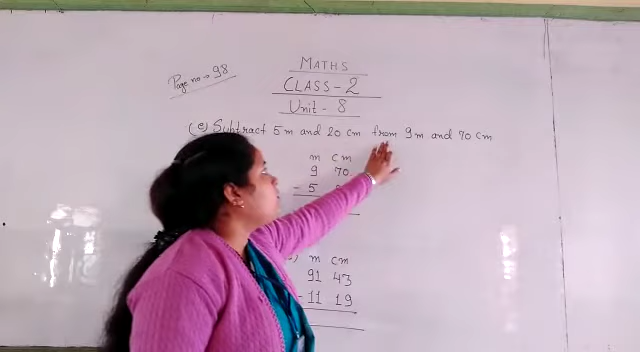 Page no → 98
MATHS
CLASS - 2
Unit - 8
(e) Subtract 5m and 20 cm from 9m and 70 cm
m cm
9 70
- 5
) m cm
91 43
- 11 19